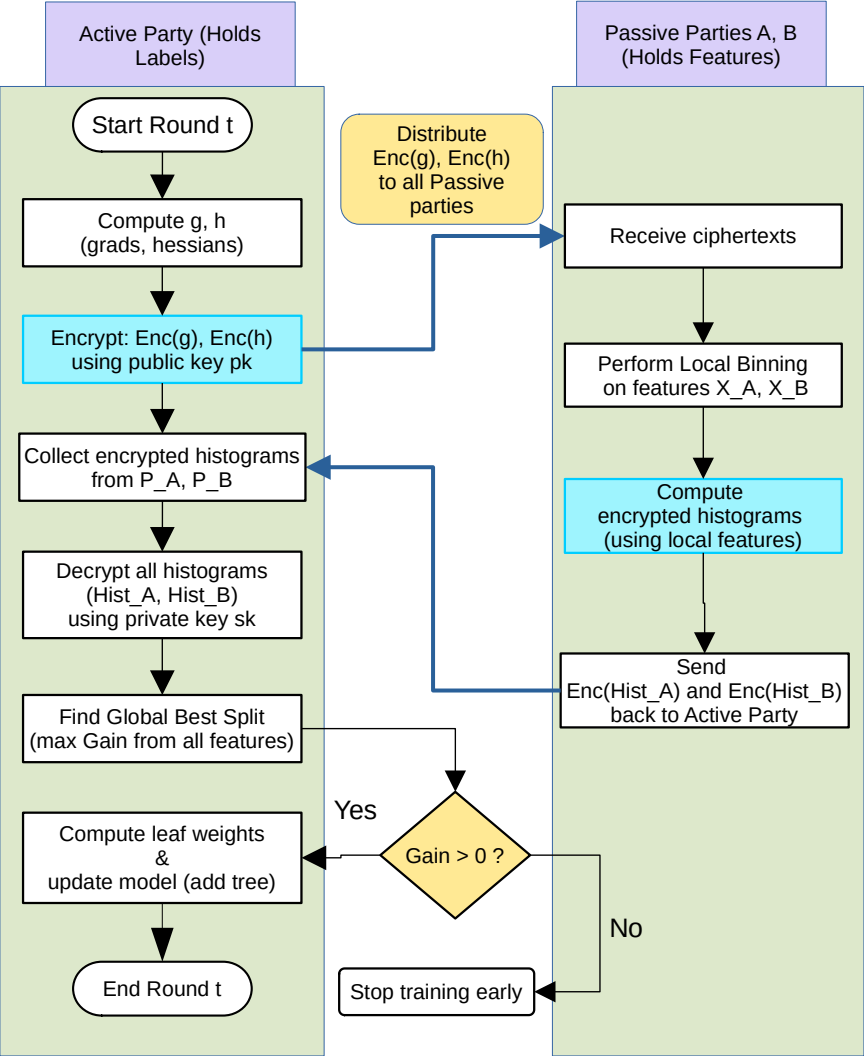 Active Party (Holds
Labels)
Passive Parties A, B
(Holds Features)
Start Round t
Distribute
Enc(g), Enc(h)
to all Passive
parties
Compute g, h
(grads, hessians)
Receive ciphertexts
Encrypt: Enc(g), Enc(h)
using public key pk
Perform Local Binning
on features X_A, X_B
Collect encrypted histograms
from P_A, P_B
Compute
encrypted histograms
(using local features)
Decrypt all histograms
(Hist_A, Hist_B)
using private key sk
Send
Enc(Hist_A) and Enc(Hist_B)
back to Active Party
Find Global Best Split
(max Gain from all features)
Yes
Gain > 0 ?
Compute leaf weights
&
update model (add tree)
No
End Round t
Stop training early